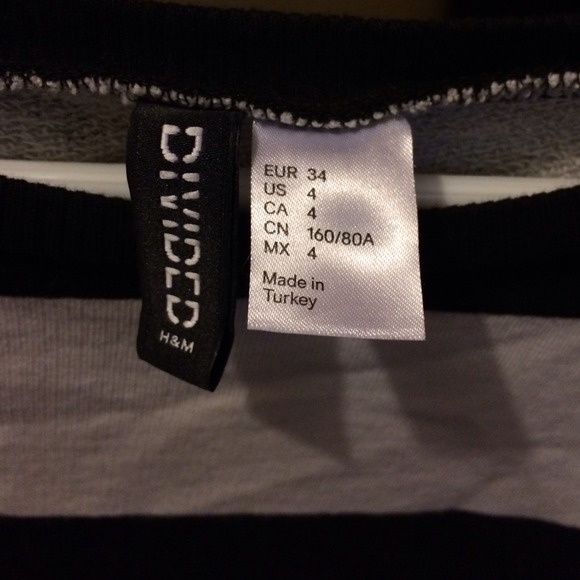 DIVIDED
H&M
EUR 34
US 4
CA 4
CN 160/80A
MX 4
Made in
Turkey